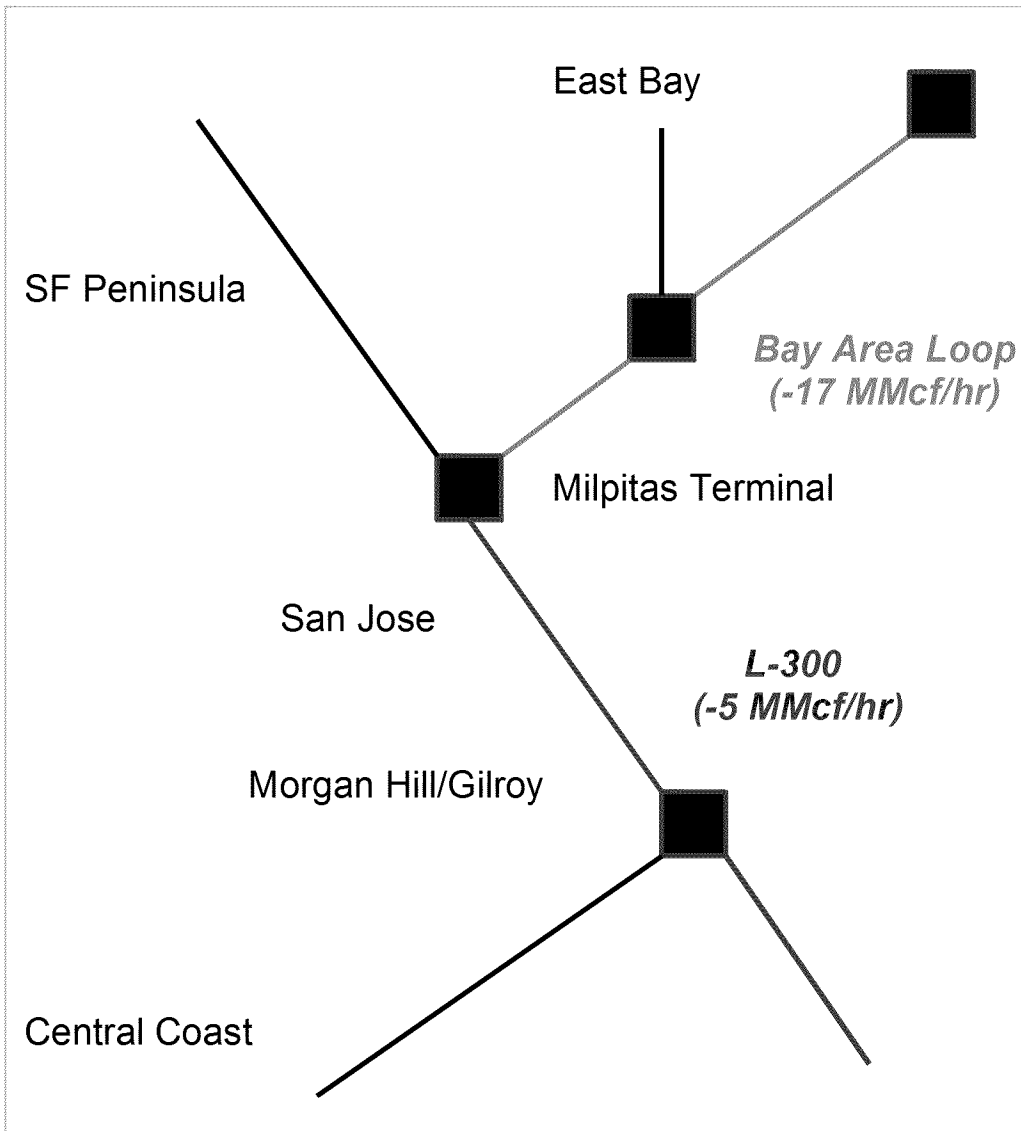 East Bay
SF Peninsula
Bay Area Loop
(-17 MMcf/hr)
Milpitas Terminal
San Jose
L-300
(-5 MMcf/hr)
Morgan Hill/Gilroy
Central Coast